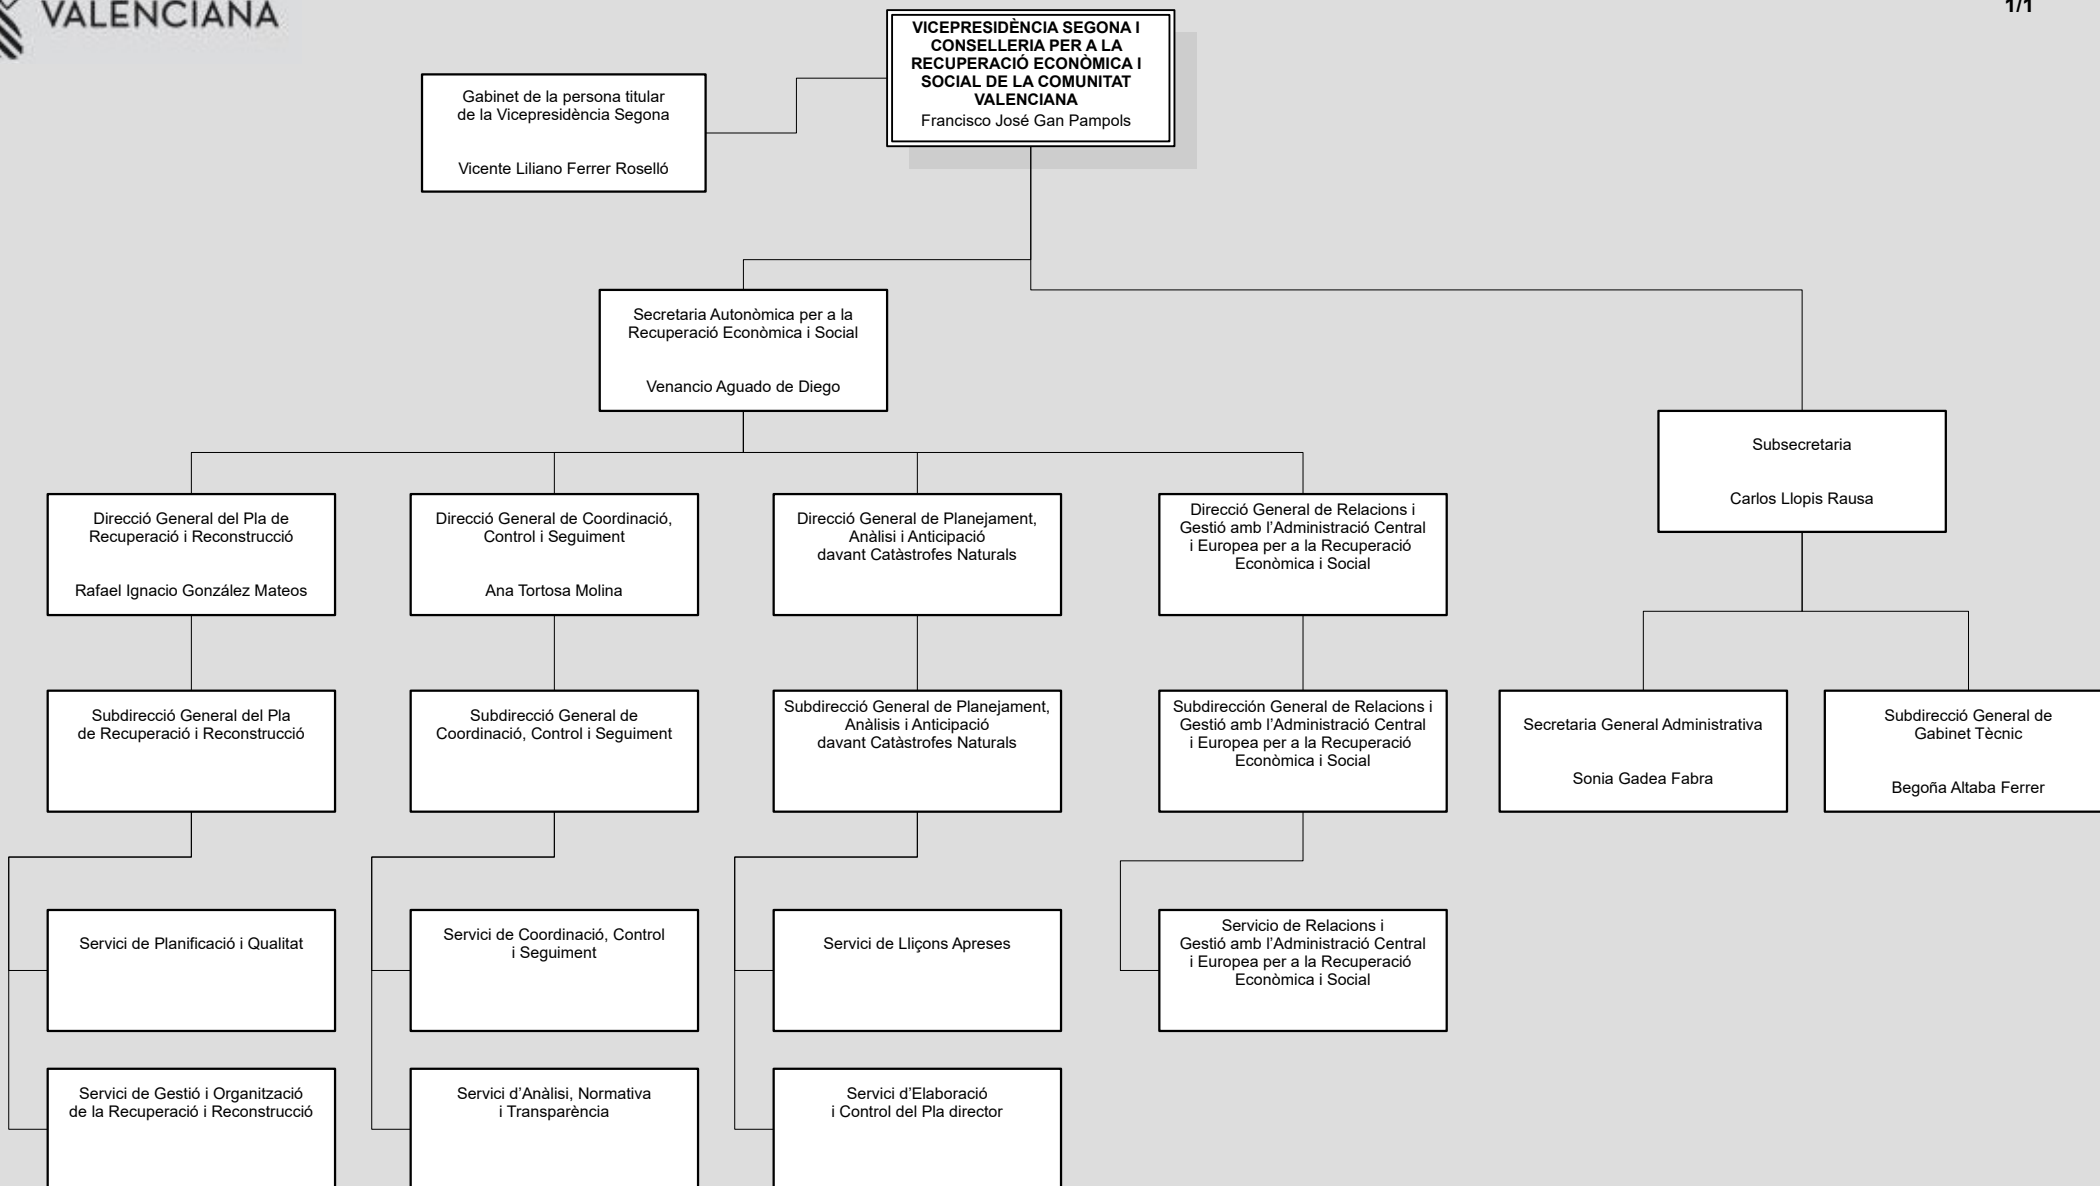 VALENCIANA
1/1
VICEPRESIDÈNCIA SEGONA I
CONSELLERIA PER A LA
RECUPERACIÓ ECONÒMICA I
SOCIAL DE LA COMUNITAT
VALENCIANA
Francisco José Gan Pampols
Gabinet de la persona titular
de la Vicepresidència Segona
Vicente Liliano Ferrer Roselló
Secretaria Autonòmica per a la
Recuperació Econòmica i Social
Venancio Aguado de Diego
Subsecretaria
Carlos Llopis Rausa
Direcció General del Pla de
Recuperació i Reconstrucció
Rafael Ignacio González Mateos
Direcció General de Coordinació,
Control i Seguiment
Ana Tortosa Molina
Direcció General de Planejament,
Anàlisi i Anticipació
davant Catàstrofes Naturals
Direcció General de Relacions i
Gestió amb l'Administració Central
i Europea per a la Recuperació
Econòmica i Social
Subdirecció General del Pla
de Recuperació i Reconstrucció
Subdirecció General de
Coordinació, Control i Seguiment
Subdirecció General de Planejament,
Anàlisis i Anticipació
davant Catàstrofes Naturals
Subdirección General de Relacions i
Gestió amb l'Administració Central
i Europea per a la Recuperació
Econòmica i Social
Secretaria General Administrativa
Sonia Gadea Fabra
Subdirecció General de
Gabinet Tècnic
Begoña Altaba Ferrer
Servici de Planificació i Qualitat
Servici de Coordinació, Control
i Seguiment
Servici de Lliçons Apreses
Servicio de Relacions i
Gestió amb l'Administració Central
i Europea per a la Recuperació
Econòmica i Social
Servici de Gestió i Organització
de la Recuperació i Reconstrucció
Servici d'Anàlisi, Normativa
i Transparència
Servici d'Elaboració
i Control del Pla director